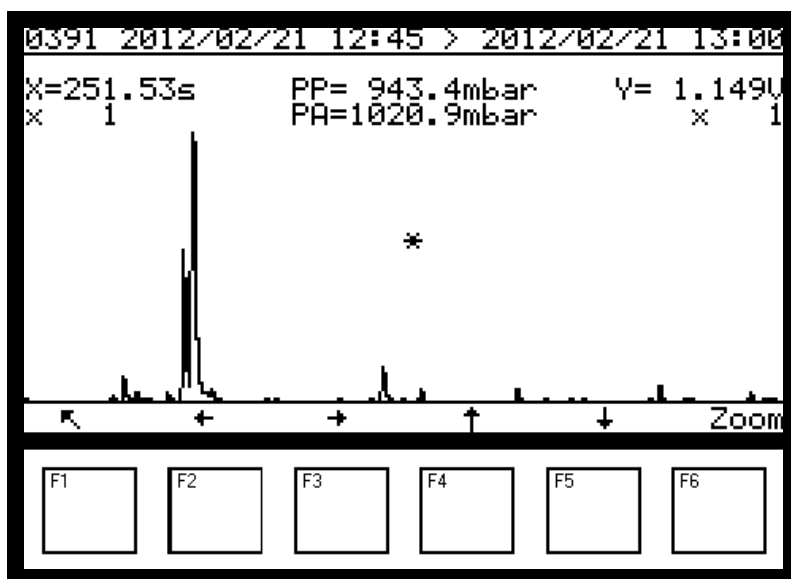 0391 2012/02/21 12:45 > 2012/02/21 13:00
X=251.53s PP= 943.4mbar Y= 1.149V
x 1 PA=1020.9mbar x 1
Zoom
F1 F2 F3 F4 F5 F6